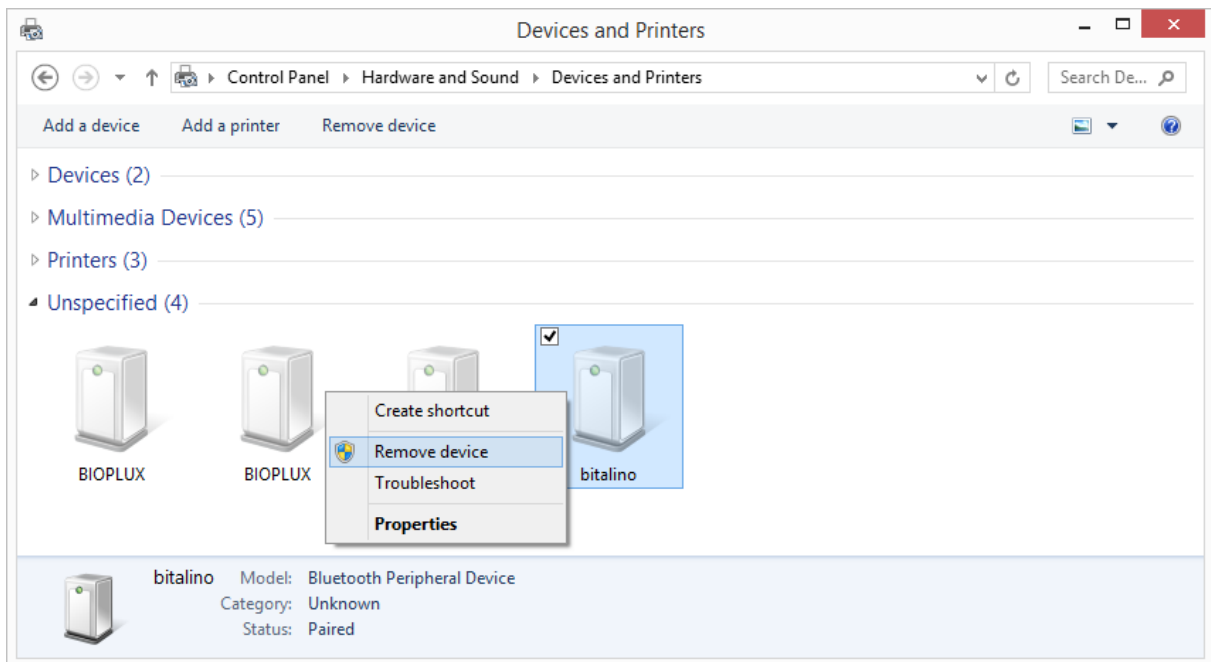 Devices and Printers
Control Panel Hardware and Sound Devices and Printers Search De...
Add a device Add a printer Remove device
Devices (2)
Multimedia Devices (5)
Printers (3)
Unspecified (4)
Create shortcut
Remove device
Troubleshoot
Properties
BIOPLUX BIOPLUX bitalino
bitalino Model: Bluetooth Peripheral Device
Category: Unknown
Status: Paired